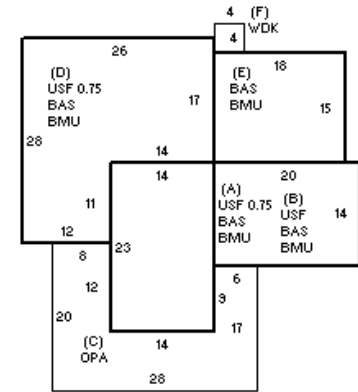 4 (F)
WDK
4
26
(D)
USF 0.75
BAS
BMU
17
18
(E)
BAS
BMU
15
28
14
14
20
(A)
USF 0.75
BAS
BMU
(B)
USF
BAS
BMU
14
11
12
8
23
12
6
9
20
17
(C)
OPA
14
28